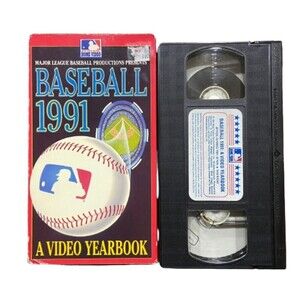 MAJOR LEAGUE BASEBALL PRODUCTIONS PRESENTS
BASEBALL
1991
A VIDEO YEARBOOK
BASEBALL 1991 A VIDEO YEARBOOK